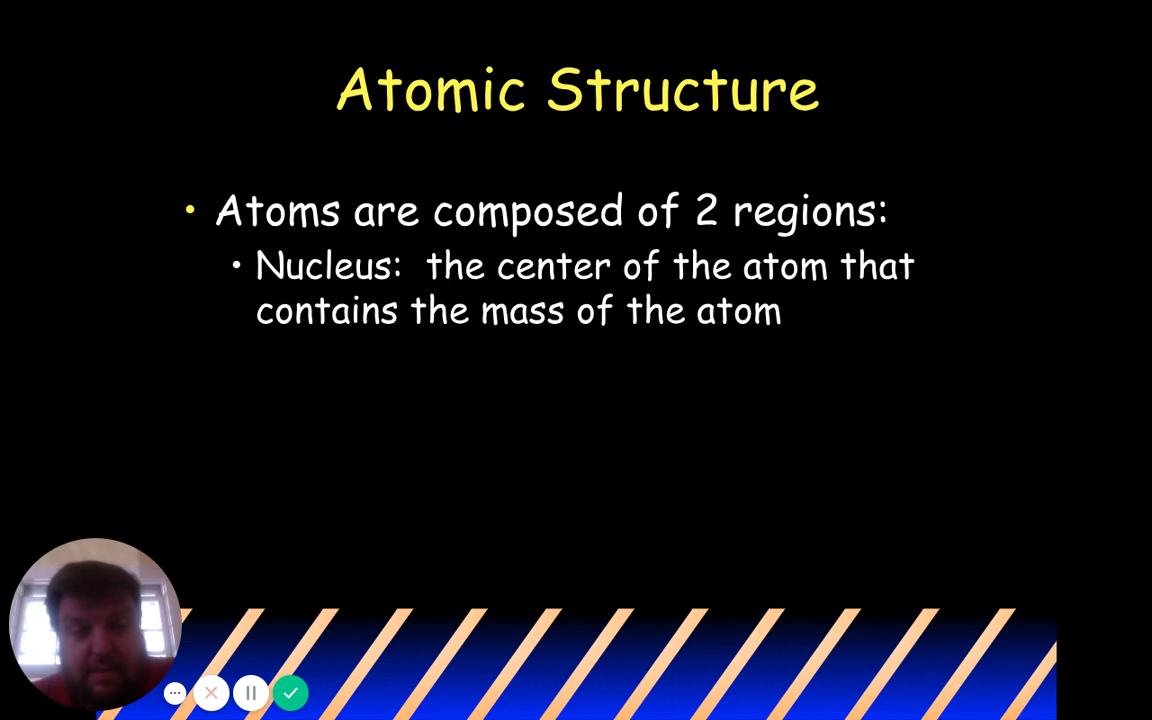 Atomic Structure
• Atoms are composed of 2 regions:
• Nucleus:  the center of the atom that
contains the mass of the atom